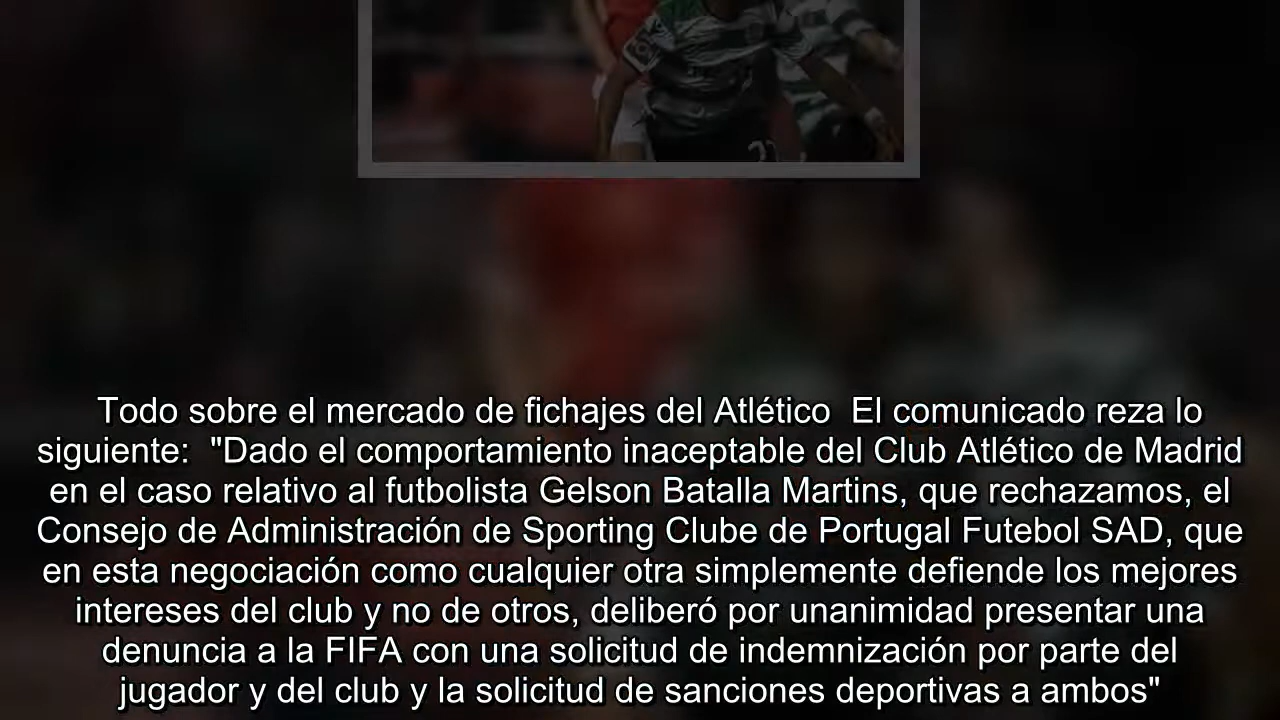 Todo sobre el mercado de fichajes del Atlético  El comunicado reza lo
siguiente:  "Dado el comportamiento inaceptable del Club Atlético de Madrid
en el caso relativo al futbolista Gelson Batalla Martins, que rechazamos, el
Consejo de Administración de Sporting Clube de Portugal Futebol SAD, que
en esta negociación como cualquier otra simplemente defiende los mejores
intereses del club y no de otros, deliberó por unanimidad presentar una
denuncia a la FIFA con una solicitud de indemnización por parte del
jugador y del club y la solicitud de sanciones deportivas a ambos"